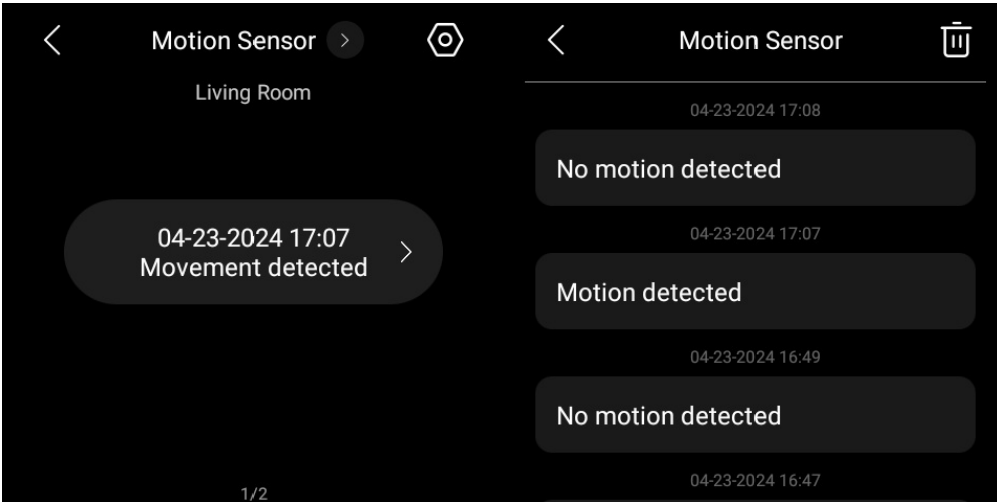 Motion Sensor
Living Room
04-23-2024 17:07
Movement detected
1/2
Motion Sensor
04-23-2024 17:08
No motion detected
04-23-2024 17:07
Motion detected
04-23-2024 16:49
No motion detected
04-23-2024 16:47